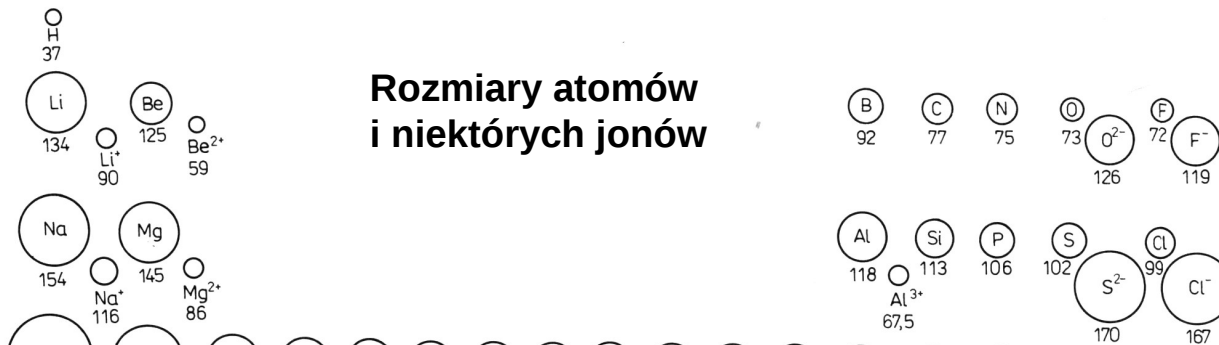 H
37
Rozmiary atomów
i niektórych jonów
Li
134
Li⁺
90
Be
125
Be²⁺
59
B
92
C
77
N
75
O
73
O²⁻
126
F
72
F⁻
119
Na
154
Na⁺
116
Mg
145
Mg²⁺
86
Al
118
Al³⁺
67,5
Si
113
P
106
S
102
S²⁻
170
Cl
99
Cl⁻
167